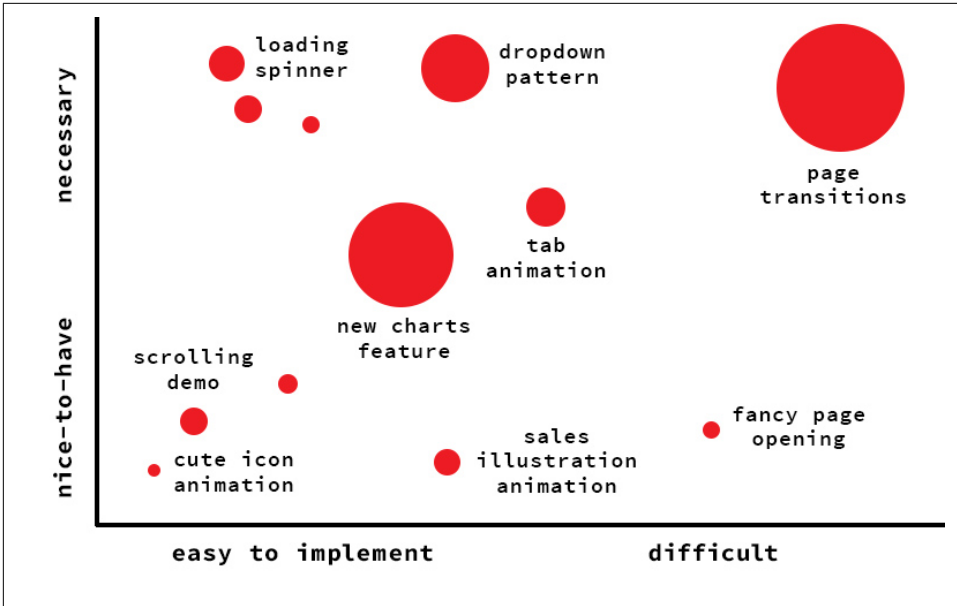 loading
spinner
dropdown
pattern
necessary
page
transitions
tab
animation
new charts
feature
nice-to-have
scrolling
demo
fancy page
opening
sales
illustration
animation
cute icon
animation
easy to implement
difficult